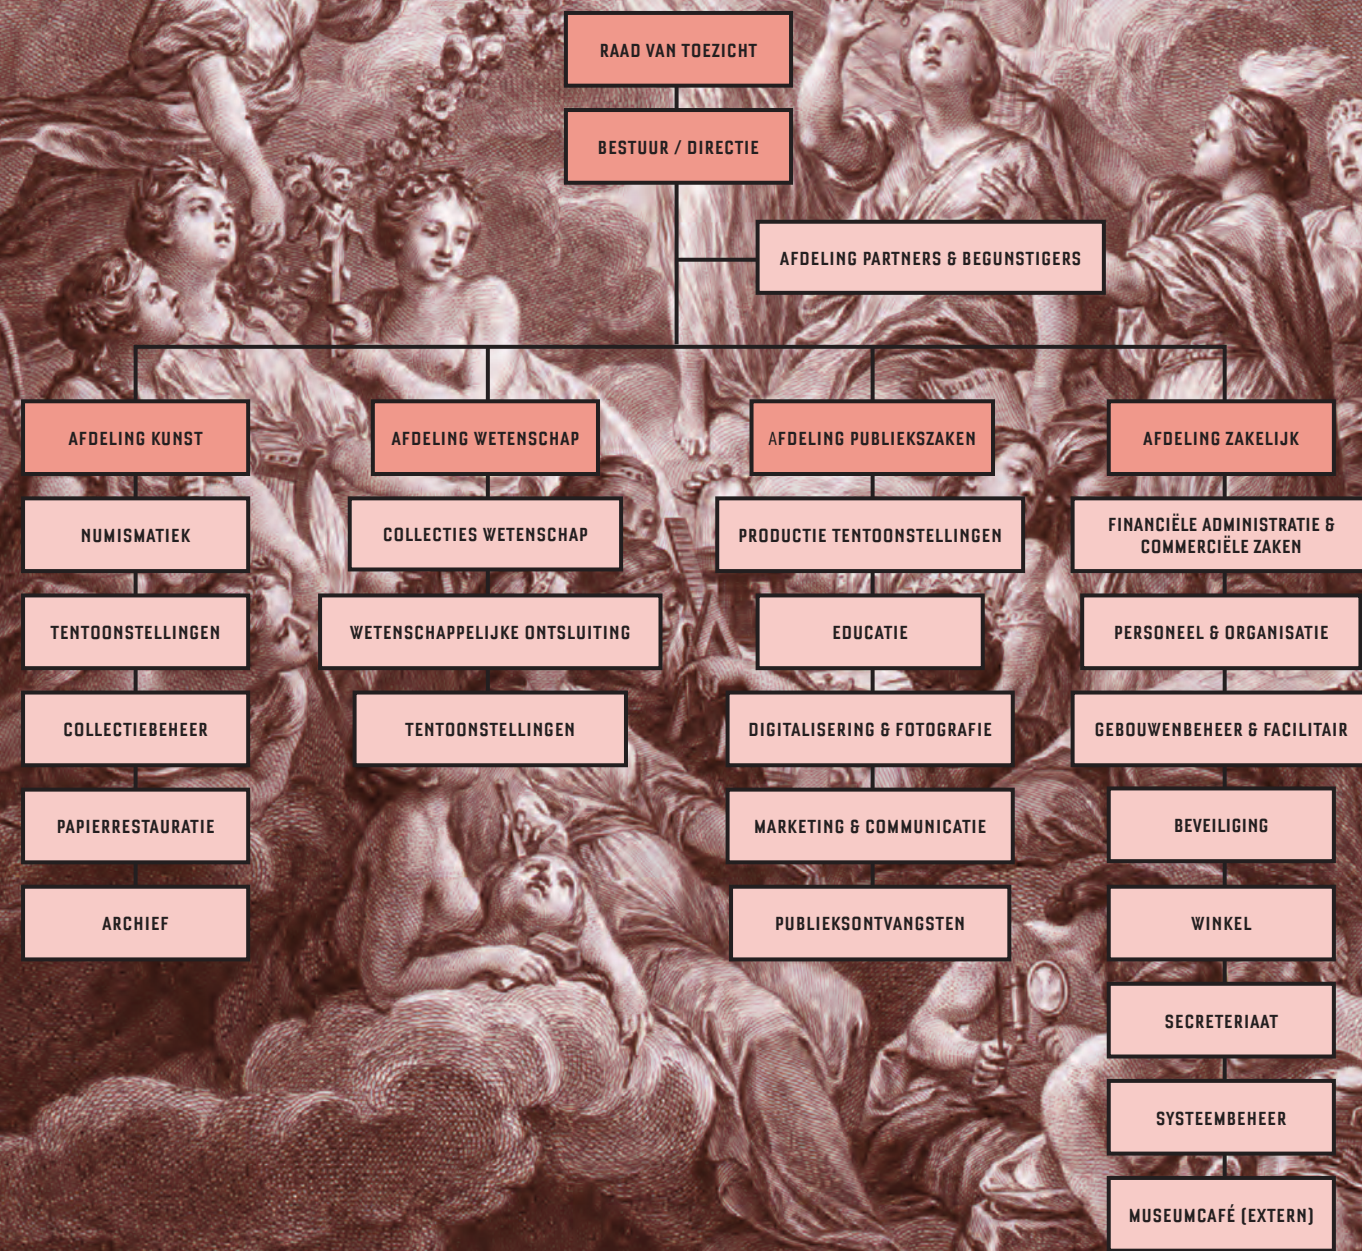 RAAD VAN TOEZICHT
BESTUUR / DIRECTIE
AFDELING PARTNERS & BEGUNSTIGERS
AFDELING KUNST
NUMISMATIEK
TENTOONSTELLINGEN
COLLECTIEBEHEER
PAPIERRESTAURATIE
ARCHIEF
AFDELING WETENSCHAP
COLLECTIES WETENSCHAP
WETENSCHAPPELIJKE ONTSLUITING
TENTOONSTELLINGEN
AFDELING PUBLIEKSZAKEN
PRODUCTIE TENTOONSTELLINGEN
EDUCATIE
DIGITALISERING & FOTOGRAFIE
MARKETING & COMMUNICATIE
PUBLIEKSONTVANGSTEN
AFDELING ZAKELIJK
FINANCIËLE ADMINISTRATIE &
COMMERCIËLE ZAKEN
PERSONEEL & ORGANISATIE
GEBOUWENBEHEER & FACILITAIR
BEVEILIGING
WINKEL
SECRETERIAAT
SYSTEEMBEHEER
MUSEUMCAFÉ (EXTERN)